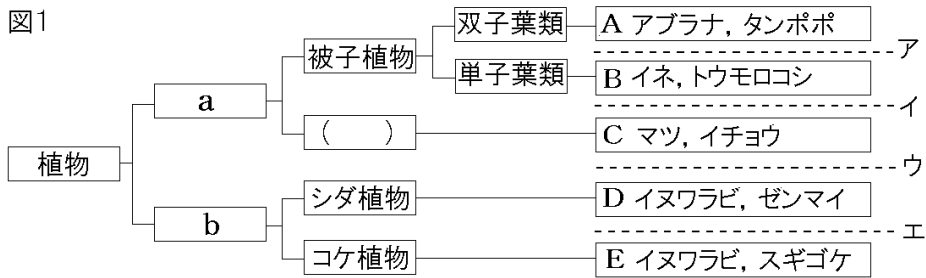 図1
双子葉類
A アブラナ, タンポポ
ア
被子植物
単子葉類
B イネ, トウモロコシ
a
イ
(　　)
C マツ, イチョウ
植物
ウ
シダ植物
D イヌワラビ, ゼンマイ
b
エ
コケ植物
E イヌワラビ, スギゴケ